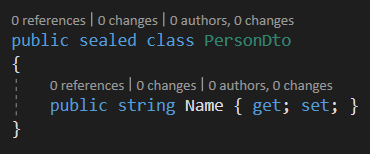 0 references | 0 changes | 0 authors, 0 changes
public sealed class PersonDto
{
0 references | 0 changes | 0 authors, 0 changes
public string Name { get; set; }
}